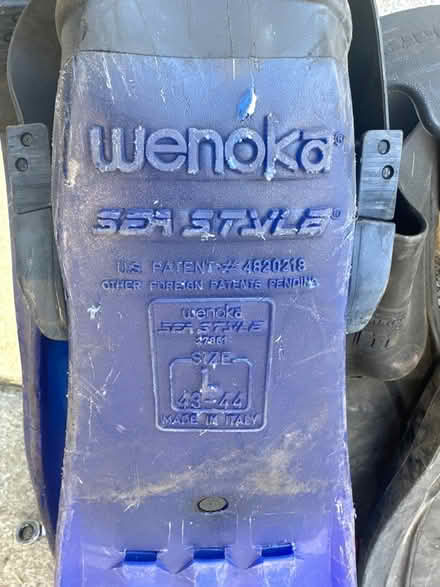 wenoka®
SEA STYLE®
U.S. PATENT # 4820218
OTHER FOREIGN PATENTS PENDING
wenoka
SEA STYLE
SIZE
L
43-44
MADE IN ITALY